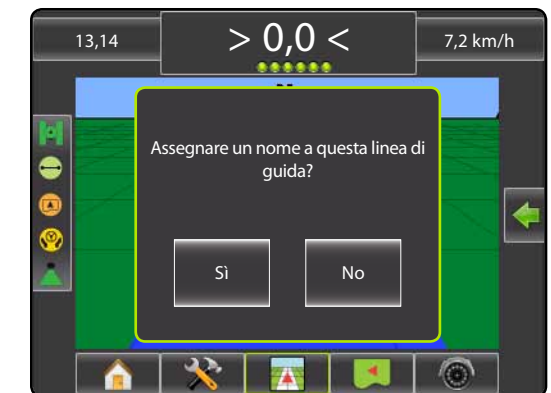 13,14
> 0,0 <
7,2 km/h
Assegnare un nome a questa linea di
guida?
Sì
No